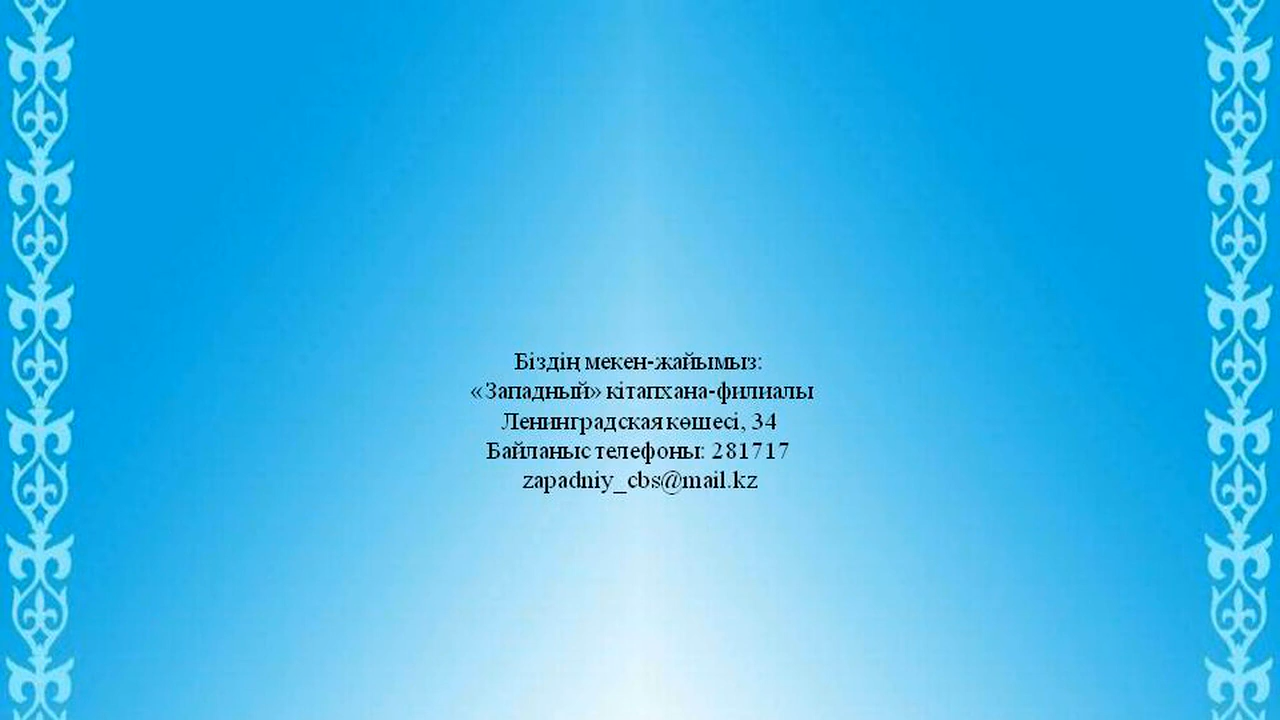 Біздің мекен-жайымыз:
«Западный» кітапхана-филиалы
Ленинградская көшесі, 34
Байланыс телефоны: 281717
zapadniy_cbs@mail.kz